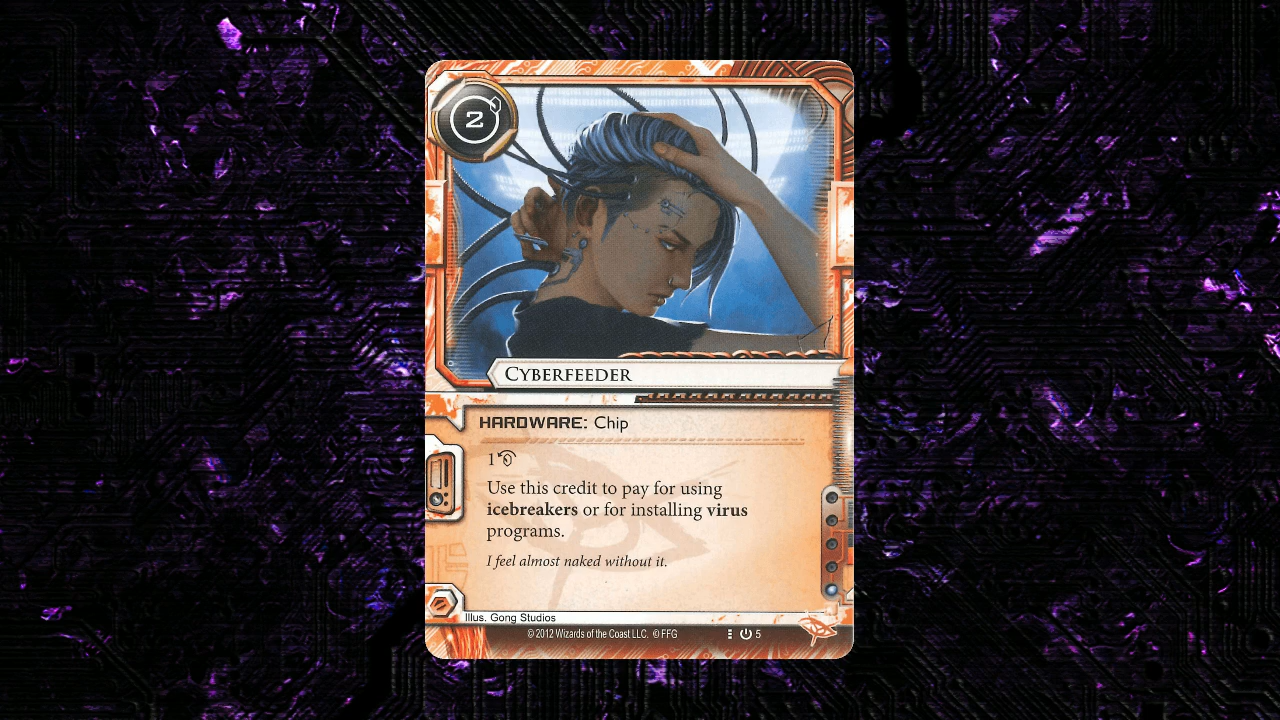 2
Cyberfeeder
HARDWARE: Chip
1
Use this credit to pay for using
icebreakers or for installing virus
programs.
I feel almost naked without it.
Illus. Gong Studios
© 2012 Wizards of the Coast LLC. © FFG 5